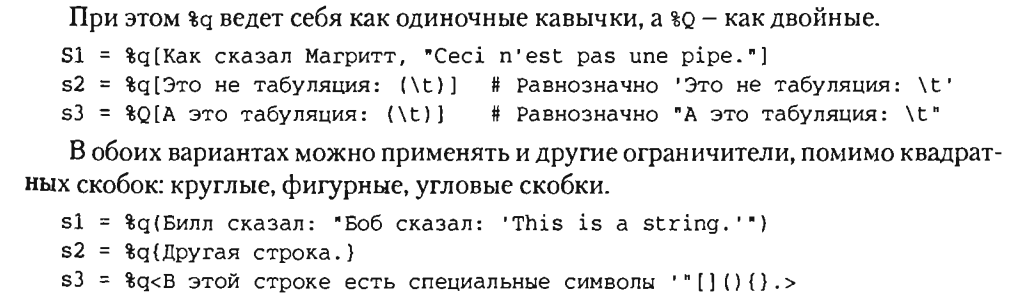 При этом %q ведет себя как одиночные кавычки, а %Q – как двойные.
S1 = %q[Как сказал Магритт, "Ceci n'est pas une pipe."]
s2 = %q[Это не табуляция: (\t)] # Равнозначно 'Это не табуляция: \t'
s3 = %Q[А это табуляция: (\t)] # Равнозначно "А это табуляция: \t"
В обоих вариантах можно применять и другие ограничители, помимо квадрат-
ных скобок: круглые, фигурные, угловые скобки.
s1 = %q(Билл сказал: "Боб сказал: 'This is a string.'")
s2 = %q{Другая строка.}
s3 = %q<В этой строке есть специальные символы '"[](){}.>